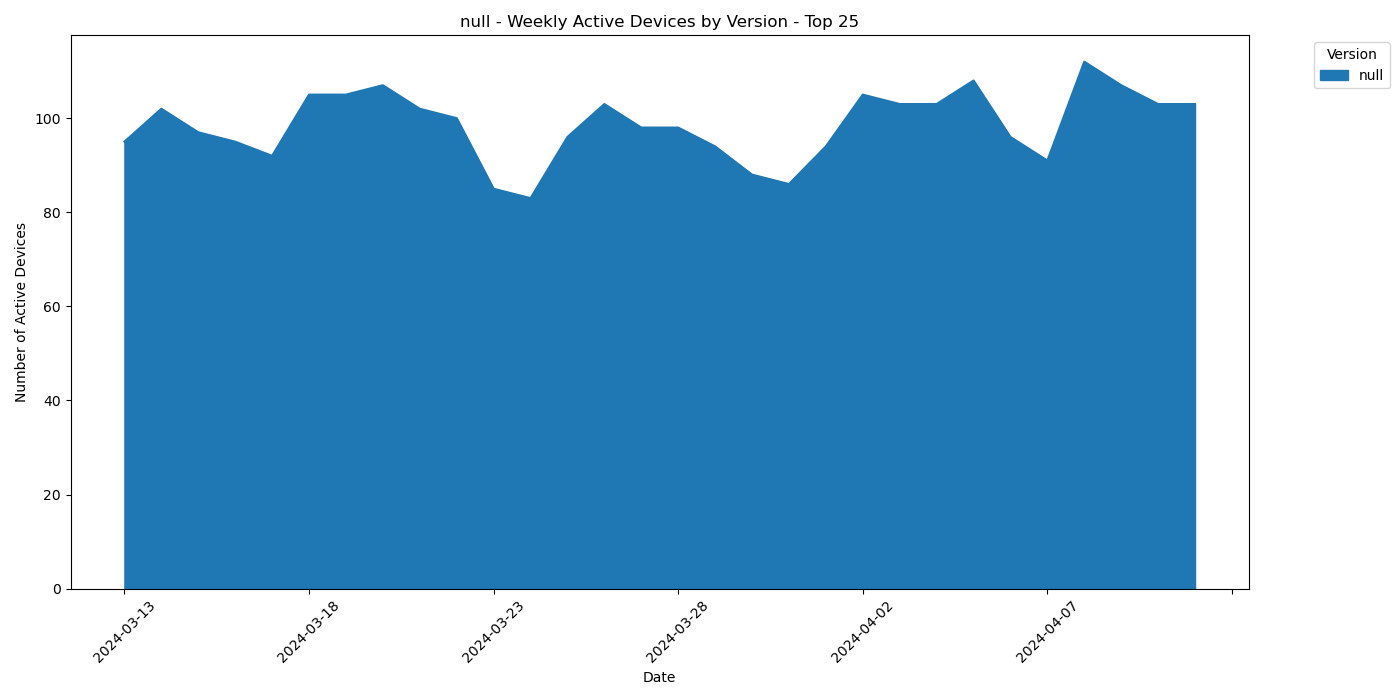 null - Weekly Active Devices by Version - Top 25
Version
null
Number of Active Devices
100
80
60
40
20
0
2024-03-13
2024-03-18
2024-03-23
2024-03-28
2024-04-02
2024-04-07
Date